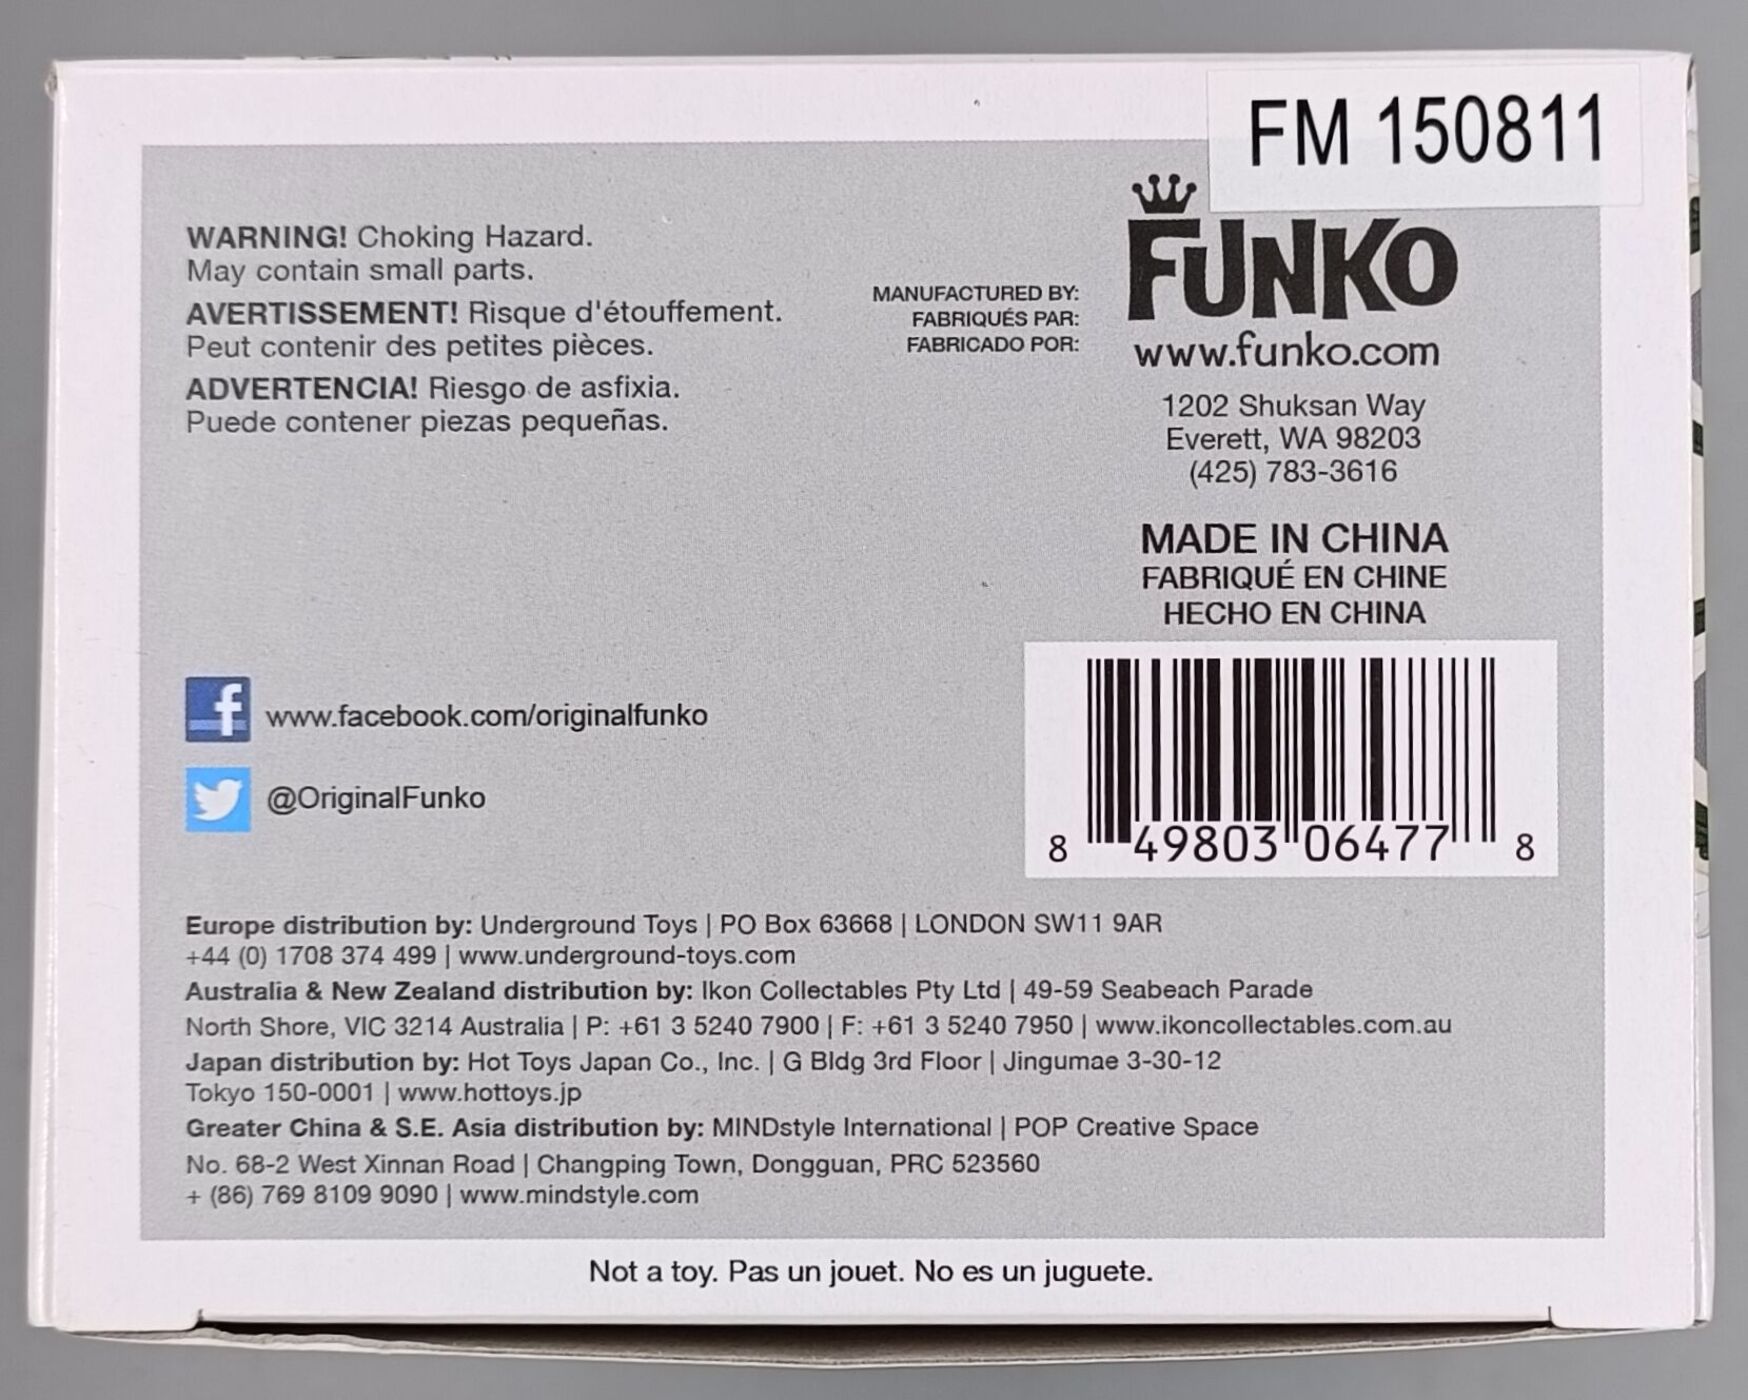 FM 150811
WARNING! Choking Hazard.
May contain small parts.
AVERTISSEMENT! Risque d'étouffement.
Peut contenir des petites pièces.
ADVERTENCIA! Riesgo de asfixia.
Puede contener piezas pequeñas.
MANUFACTURED BY:
FABRIQUÉS PAR:
FABRICADO POR:
FUNKO
www.funko.com
1202 Shuksan Way
Everett, WA 98203
(425) 783-3616
MADE IN CHINA
FABRIQUÉ EN CHINE
HECHO EN CHINA
f www.facebook.com/originalfunko
@OriginalFunko
8 49803 06477 8
Europe distribution by: Underground Toys | PO Box 63668 | LONDON SW11 9AR
+44 (0) 1708 374 499 | www.underground-toys.com
Australia & New Zealand distribution by: Ikon Collectables Pty Ltd | 49-59 Seabeach Parade
North Shore, VIC 3214 Australia | P: +61 3 5240 7900 | F: +61 3 5240 7950 | www.ikoncollectables.com.au
Japan distribution by: Hot Toys Japan Co., Inc. | G Bldg 3rd Floor | Jingumae 3-30-12
Tokyo 150-0001 | www.hottoys.jp
Greater China & S.E. Asia distribution by: MINDstyle International | POP Creative Space
No. 68-2 West Xinnan Road | Changping Town, Dongguan, PRC 523560
+ (86) 769 8109 9090 | www.mindstyle.com
Not a toy. Pas un jouet. No es un juguete.